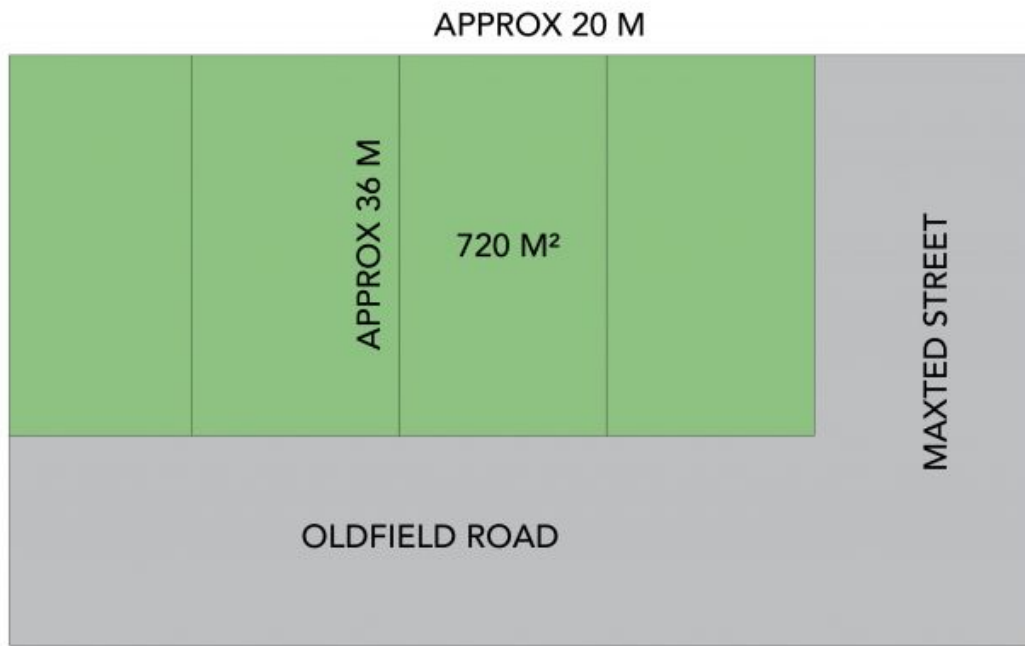 APPROX 20 M
APPROX 36 M
720 M²
MAXTED STREET
OLDFIELD ROAD